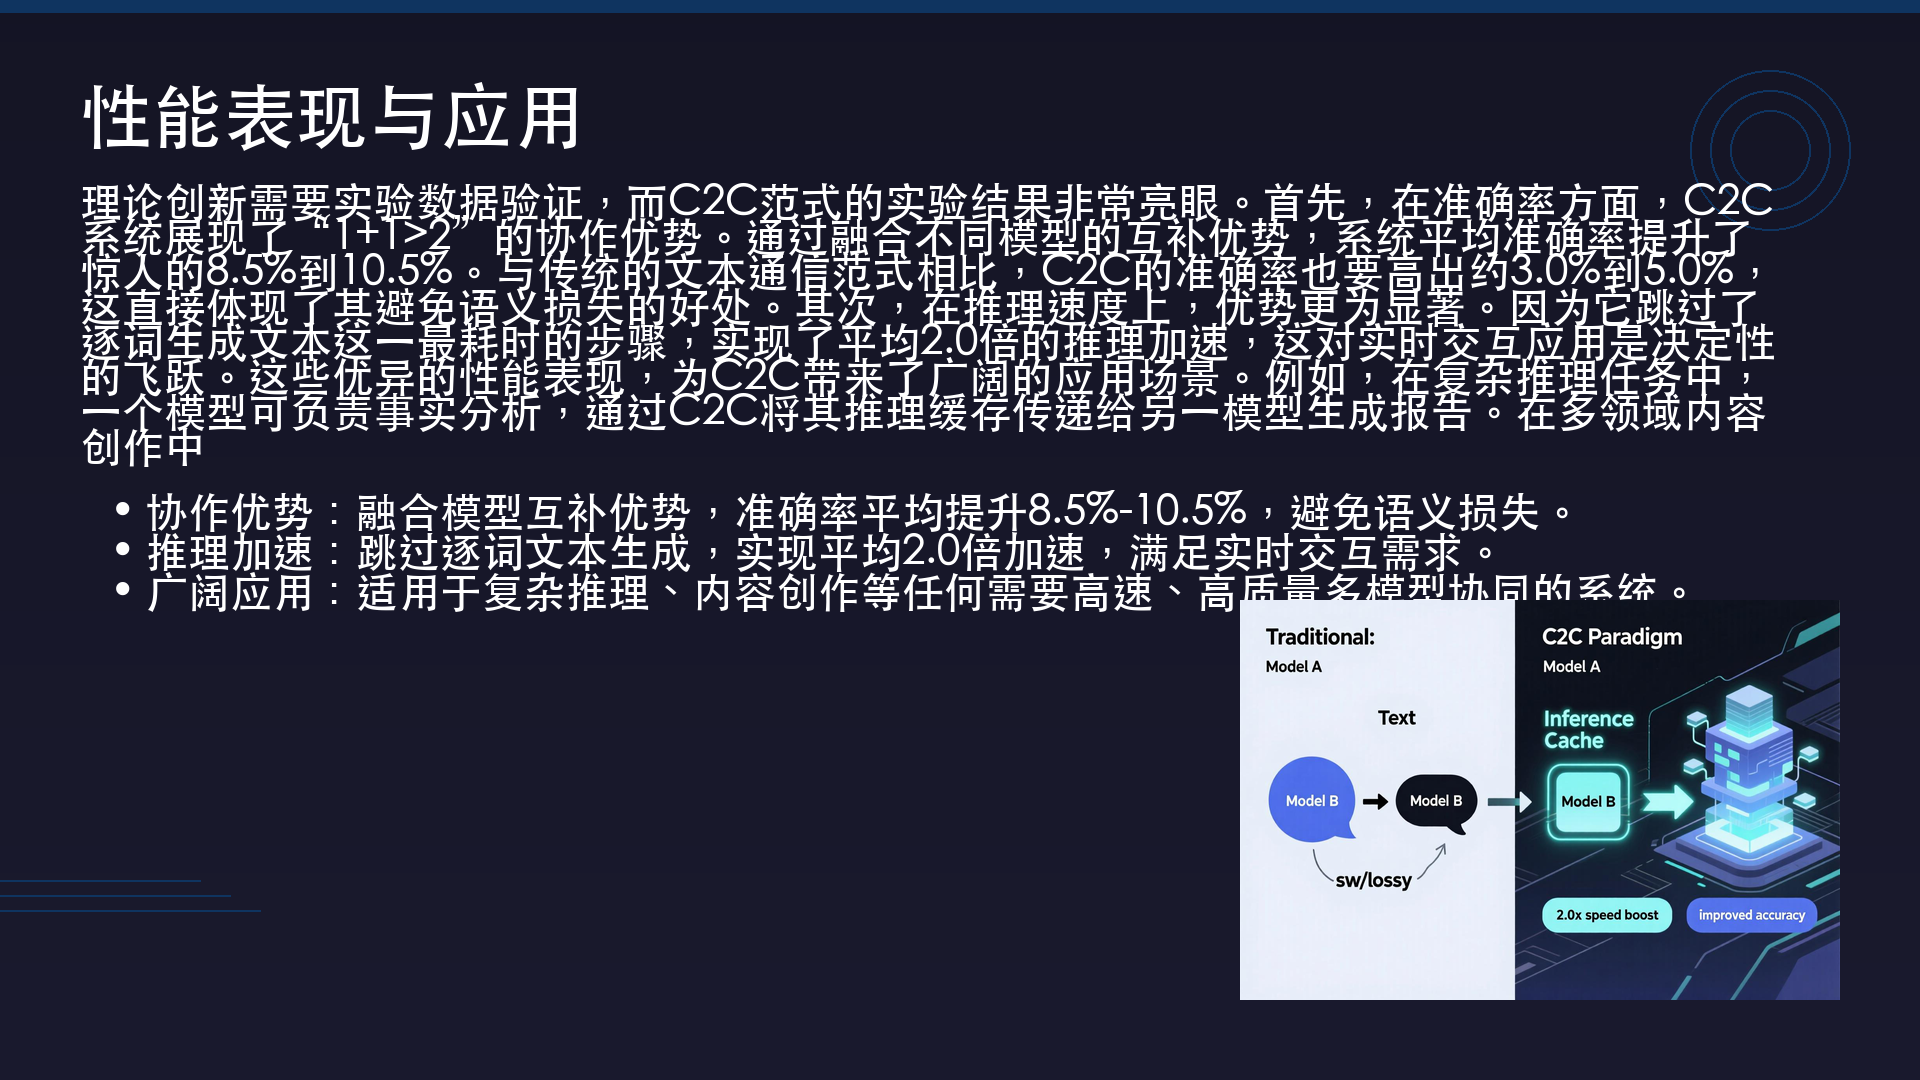 性能表现与应用
理论创新需要实验数据验证，而C2C范式的实验结果非常亮眼。首先，在准确率方面，C2C
系统展现了“1+1>2”的协作优势。通过融合不同模型的互补优势，系统平均准确率提升了
惊人的8.5%到10.5%。与传统的文本通信范式相比，C2C的准确率也要高出约3.0%到5.0%，
这直接体现了其避免语义损失的好处。其次，在推理速度上，优势更为显著。因为它跳过了
逐词生成文本这一最耗时的步骤，实现了平均2.0倍的推理加速，这对实时交互应用是决定性
的飞跃。这些优异的性能表现，为C2C带来了广阔的应用场景。例如，在复杂推理任务中，
一个模型可负责事实分析，通过C2C将其推理缓存传递给另一模型生成报告。在多领域内容
创作中
• 协作优势：融合模型互补优势，准确率平均提升8.5%-10.5%，避免语义损失。
• 推理加速：跳过逐词文本生成，实现平均2.0倍加速，满足实时交互需求。
• 广阔应用：适用于复杂推理、内容创作等任何需要高速、高质量多模型协同的系统。
Traditional:
Model A
Text
Model B
Model B
sw/lossy
C2C Paradigm
Model A
Inference
Cache
Model B
2.0x speed boost
improved accuracy